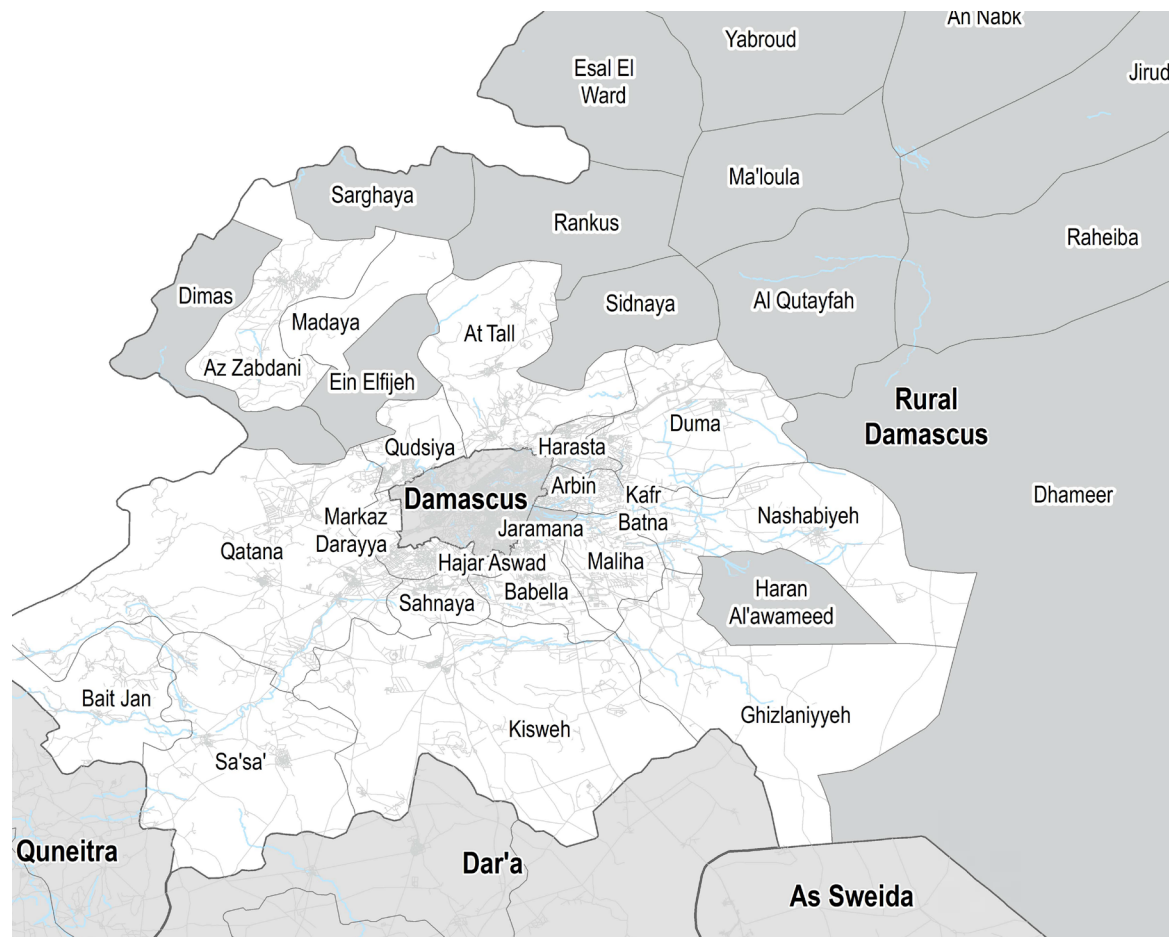 An Nabk
Yabroud
Esal El
Ward
Jirud
Ma'loula
Sarghaya
Rankus
Raheiba
Dimas
Sidnaya
Al Qutayfah
Madaya
At Tall
Az Zabdani
Ein Elfijeh
Rural
Damascus
Duma
Qudsiya
Harasta
Damascus
Arbin
Kafr
Batna
Dhameer
Markaz
Darayya
Jaramana
Nashabiyeh
Qatana
Hajar Aswad
Maliha
Babella
Sahnaya
Haran
Al'awameed
Bait Jan
Kisweh
Ghizlaniyyeh
Sa'sa'
Quneitra
Dar'a
As Sweida